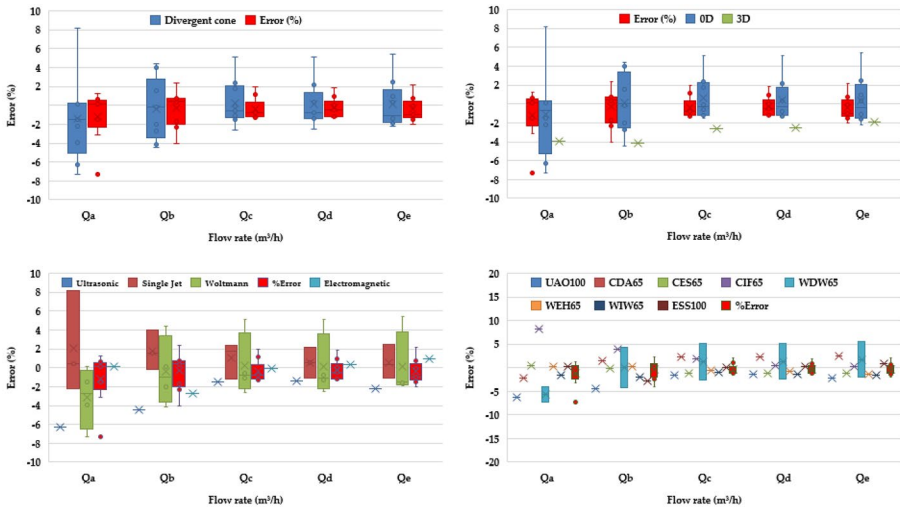 Divergent cone Error (%)
Error (%)
10
8
6
4
2
0
-2
-4
-6
-8
-10
Qa Qb Qc Qd Qe
Flow rate (m³/h)
Error (%) 0D 3D
Error (%)
10
8
6
4
2
0
-2
-4
-6
-8
-10
Qa Qb Qc Qd Qe
Flow rate (m³/h)
Ultrasonic Single Jet Woltmann %Error Electromagnetic
Error (%)
10
8
6
4
2
0
-2
-4
-6
-8
-10
Qa Qb Qc Qd Qe
Flow rate (m³/h)
UAO100 CDA65 CES65 CIF65 WDW65
WEH65 WIW65 ESS100 %Error
Error (%)
20
15
10
5
0
-5
-10
-15
-20
Qa Qb Qc Qd Qe
Flow rate (m³/h)